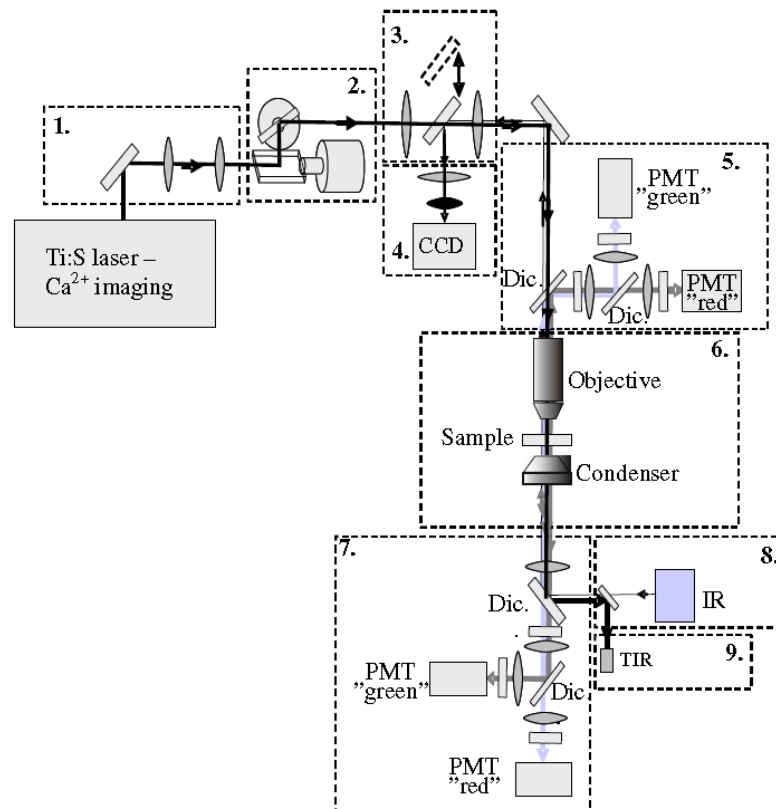 1.
2.
3.
4.
5.
6.
7.
8.
9.
Ti:S laser –
Ca²⁺ imaging
CCD
PMT
"green"
Dic.
Dic.
PMT
"red"
Objective
Sample
Condenser
Dic.
IR
TIR
PMT
"green"
Dic.
PMT
"red"